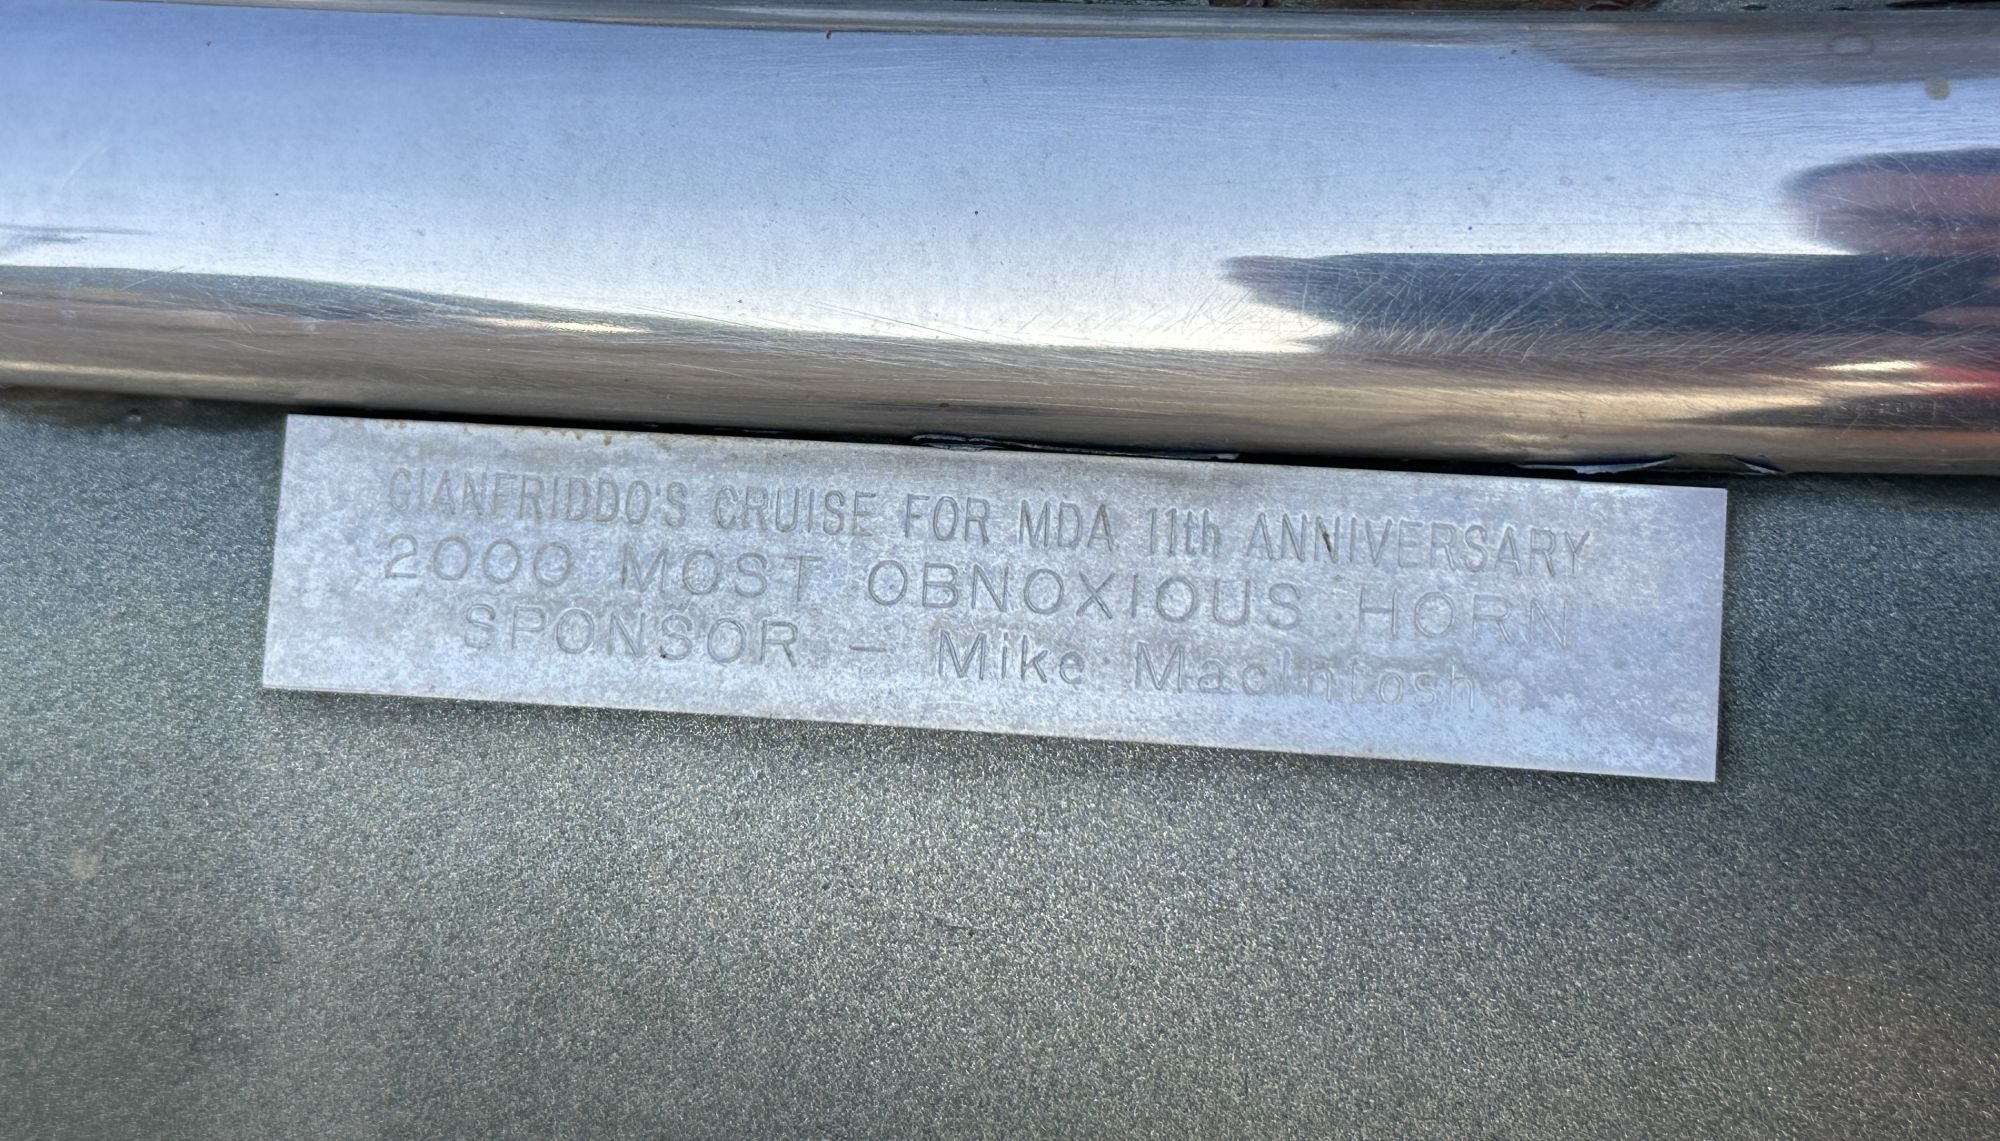 GIANFRIDDO'S CRUISE FOR MDA 11th ANNIVERSARY
2000 MOST OBNOXIOUS HORN
SPONSOR - Mike MacIntosh